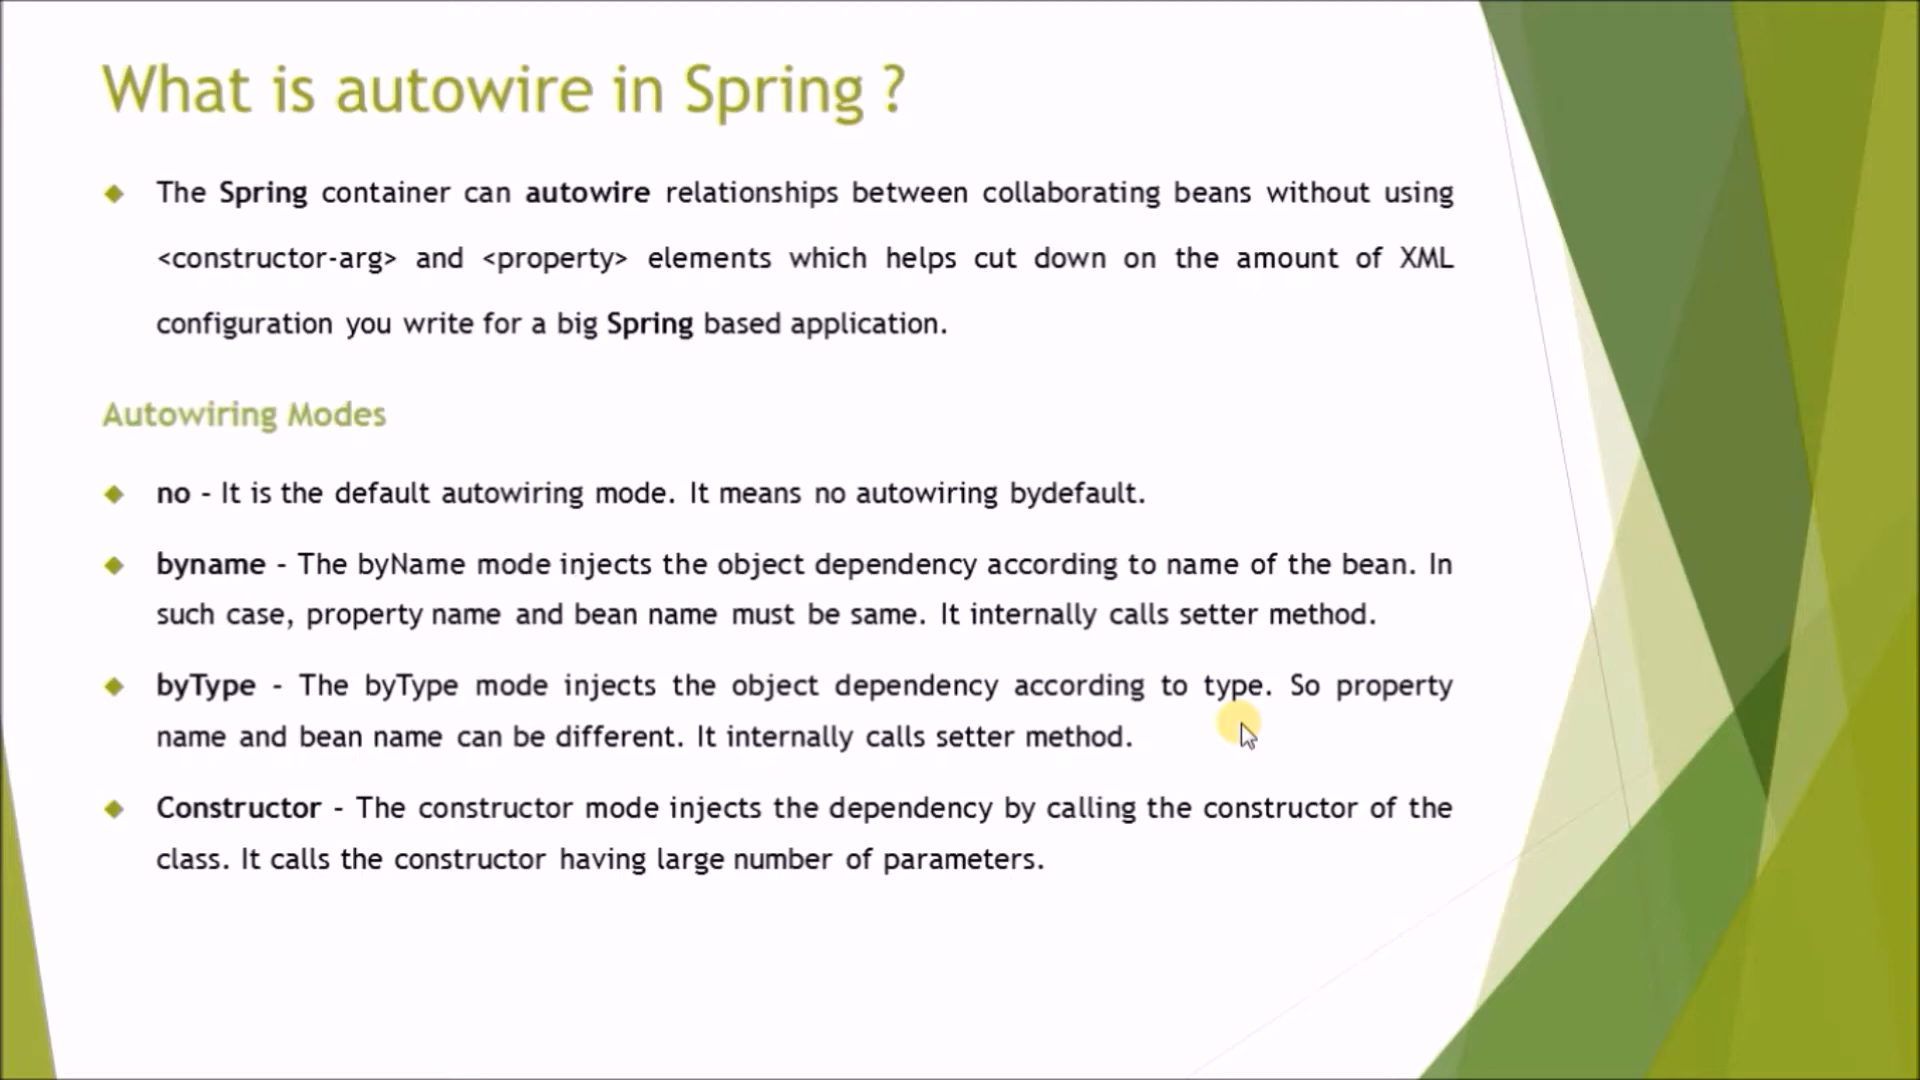 What is autowire in Spring ?
The Spring container can autowire relationships between collaborating beans without using
<constructor-arg> and <property> elements which helps cut down on the amount of XML
configuration you write for a big Spring based application.
Autowiring Modes
no - It is the default autowiring mode. It means no autowiring bydefault.
byname - The byName mode injects the object dependency according to name of the bean. In
such case, property name and bean name must be same. It internally calls setter method.
byType - The byType mode injects the object dependency according to type. So property
name and bean name can be different. It internally calls setter method.
Constructor - The constructor mode injects the dependency by calling the constructor of the
class. It calls the constructor having large number of parameters.